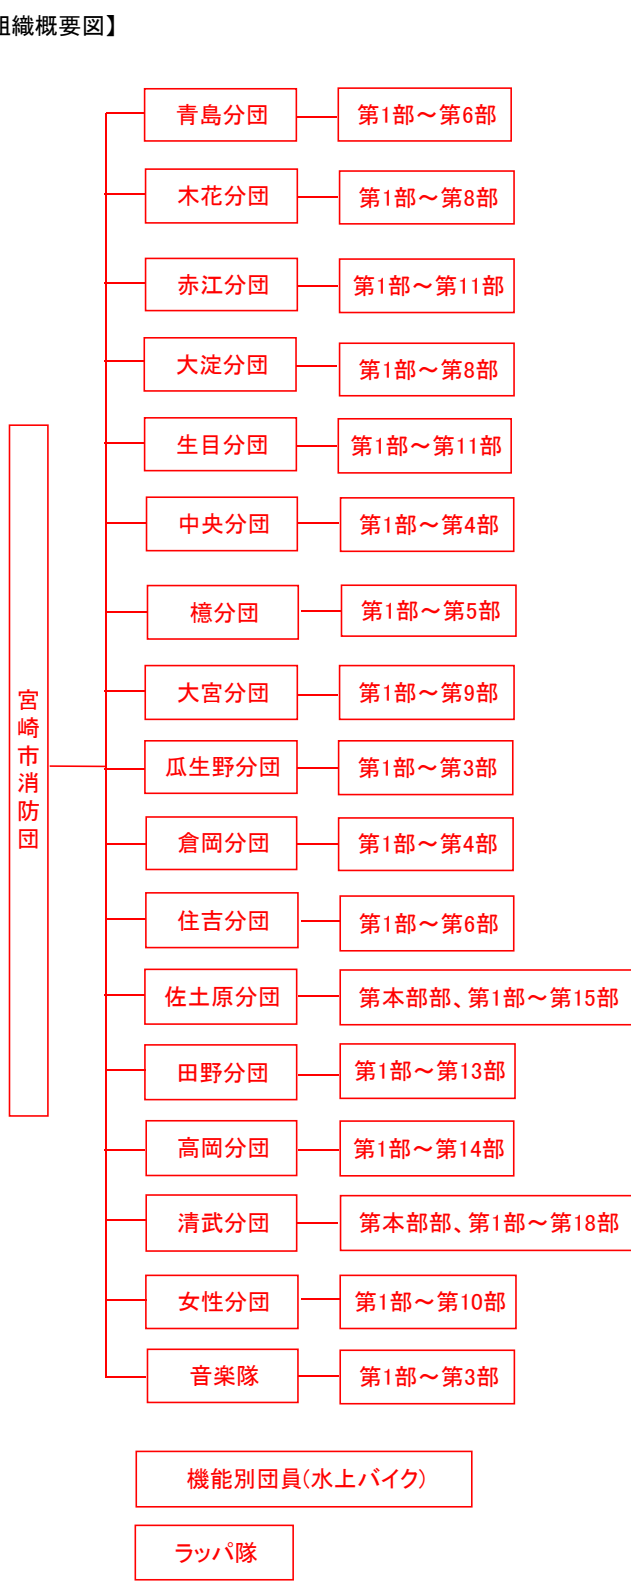 組織概要図】
青島分団 第1部～第6部
木花分団 第1部～第8部
赤江分団 第1部～第11部
大淀分団 第1部～第8部
生目分団 第1部～第11部
中央分団 第1部～第4部
檍分団 第1部～第5部
大宮分団 第1部～第9部
宮崎市消防団
瓜生野分団 第1部～第3部
倉岡分団 第1部～第4部
住吉分団 第1部～第6部
佐土原分団 第本部部、第1部～第15部
田野分団 第1部～第13部
高岡分団 第1部～第14部
清武分団 第本部部、第1部～第18部
女性分団 第1部～第10部
音楽隊 第1部～第3部
機能別団員(水上バイク)
ラッパ隊